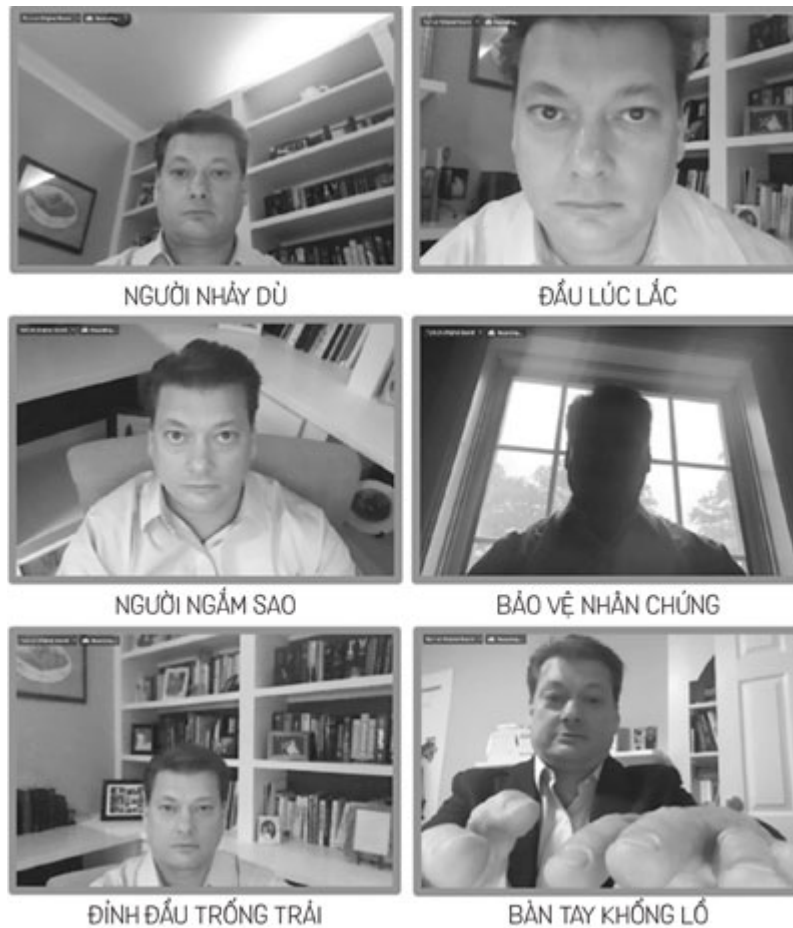 NGƯỜI NHẢY DÙ
ĐẦU LÚC LẮC
NGƯỜI NGẮM SAO
BẢO VỆ NHÂN CHỨNG
ĐỈNH ĐẦU TRỐNG TRẢI
BÀN TAY KHỔNG LỒ